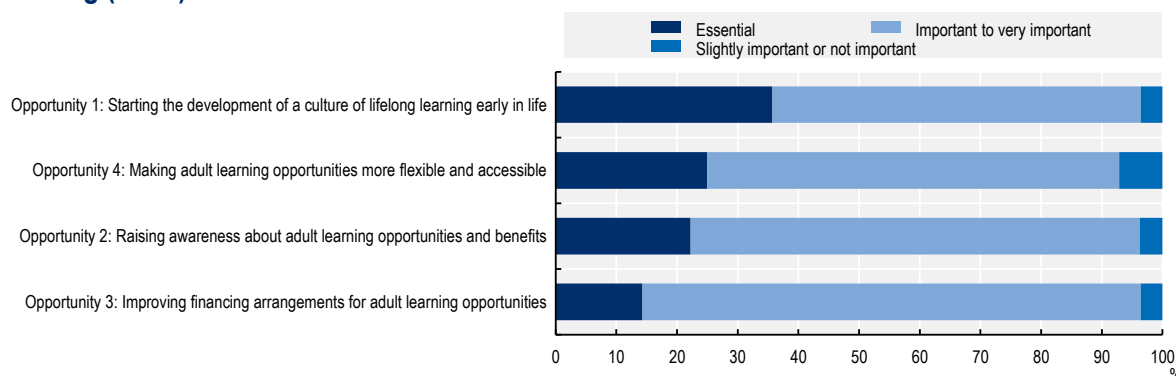 Essential
Important to very important
Slightly important or not important
Opportunity 1: Starting the development of a culture of lifelong learning early in life
Opportunity 4: Making adult learning opportunities more flexible and accessible
Opportunity 2: Raising awareness about adult learning opportunities and benefits
Opportunity 3: Improving financing arrangements for adult learning opportunities
0 10 20 30 40 50 60 70 80 90 100